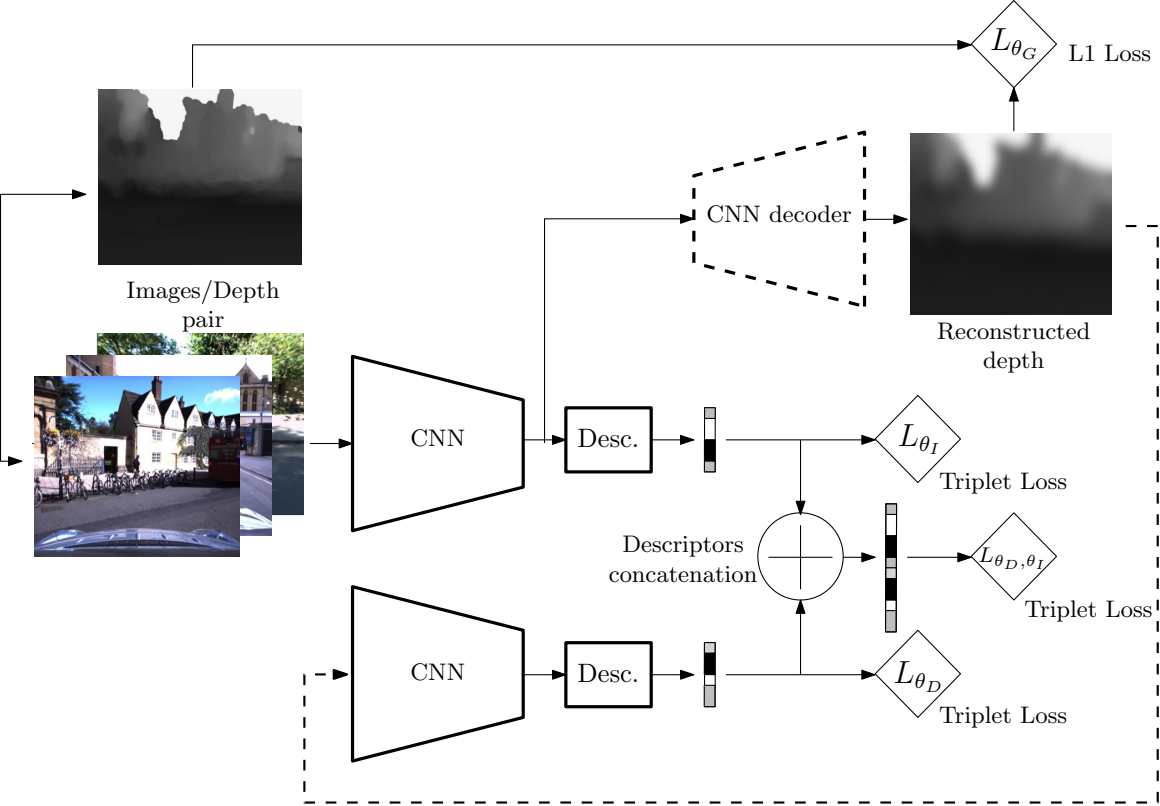 L_{θ_G}
L1 Loss
CNN decoder
Images/Depth
pair
Reconstructed
depth
CNN
Desc.
L_{θ_I}
Triplet Loss
Descriptors
concatenation
L_{θ_D,θ_I}
Triplet Loss
CNN
Desc.
L_{θ_D}
Triplet Loss